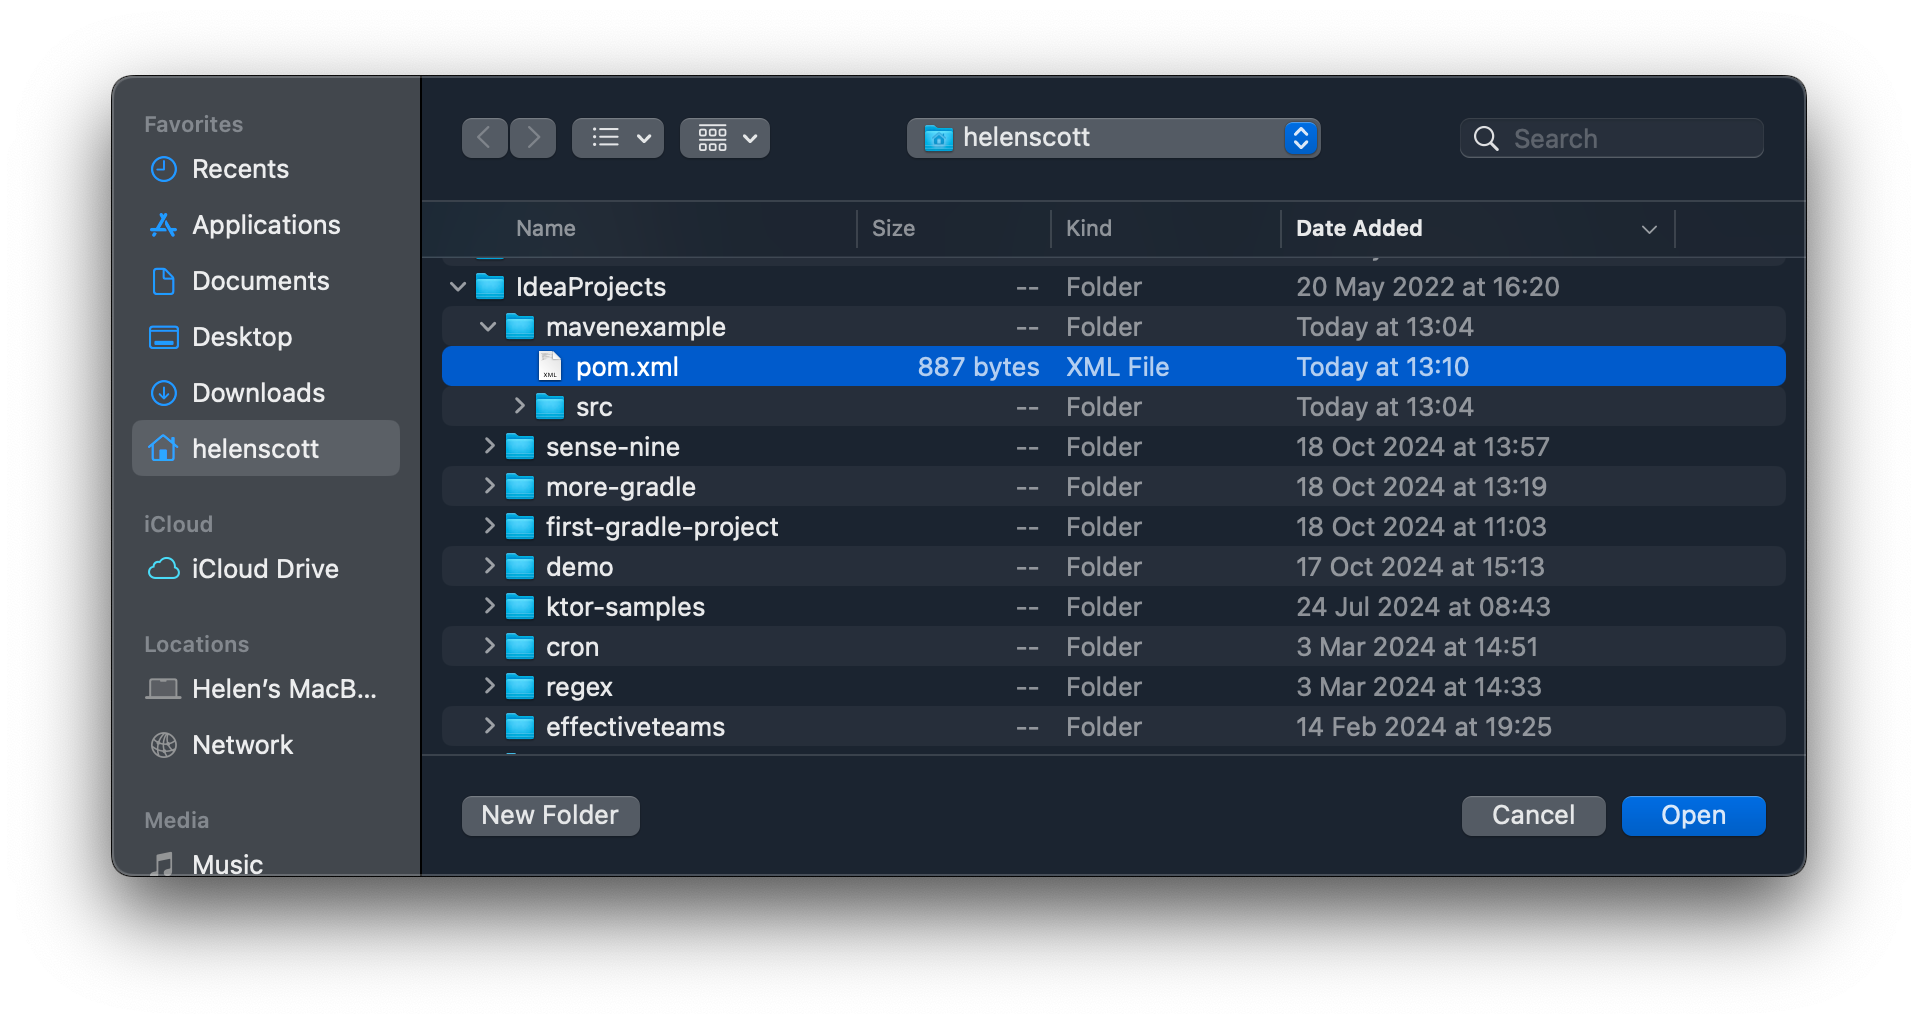 Favorites
Recents
Applications
Documents
Desktop
Downloads
helenscott
iCloud
iCloud Drive
Locations
Helen’s MacB...
Network
Media
Music
helenscott
Search
Name Size Kind Date Added
IdeaProjects -- Folder 20 May 2022 at 16:20
mavenexample -- Folder Today at 13:04
XML pom.xml 887 bytes XML File Today at 13:10
src -- Folder Today at 13:04
sense-nine -- Folder 18 Oct 2024 at 13:57
more-gradle -- Folder 18 Oct 2024 at 13:19
first-gradle-project -- Folder 18 Oct 2024 at 11:03
demo -- Folder 17 Oct 2024 at 15:13
ktor-samples -- Folder 24 Jul 2024 at 08:43
cron -- Folder 3 Mar 2024 at 14:51
regex -- Folder 3 Mar 2024 at 14:33
effectiveteams -- Folder 14 Feb 2024 at 19:25
New Folder Cancel Open